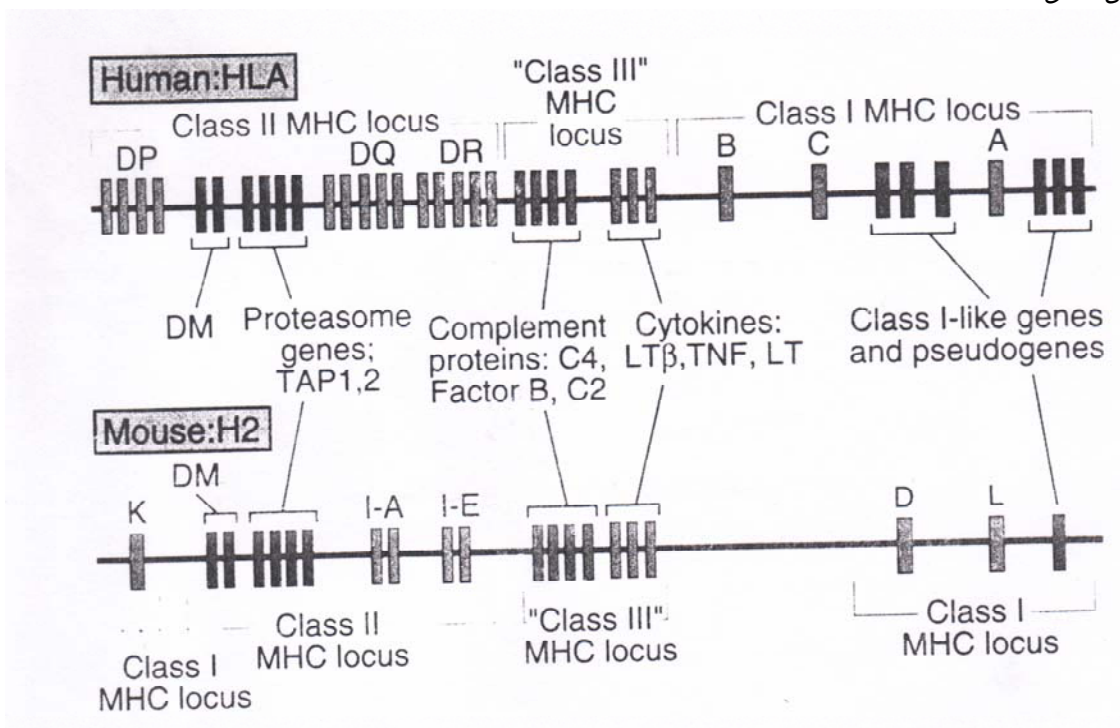 Human:HLA
"Class III"
MHC
locus
Class II MHC locus
Class I MHC locus
DP
DQ
DR
B
C
A
DM
Proteasome
genes;
TAP1,2
Complement
proteins: C4,
Factor B, C2
Cytokines:
LTβ,TNF, LT
Class I-like genes
and pseudogenes
Mouse:H2
DM
K
I-A
I-E
D
L
Class I
MHC locus
Class II
MHC locus
"Class III"
MHC locus
Class I
MHC locus